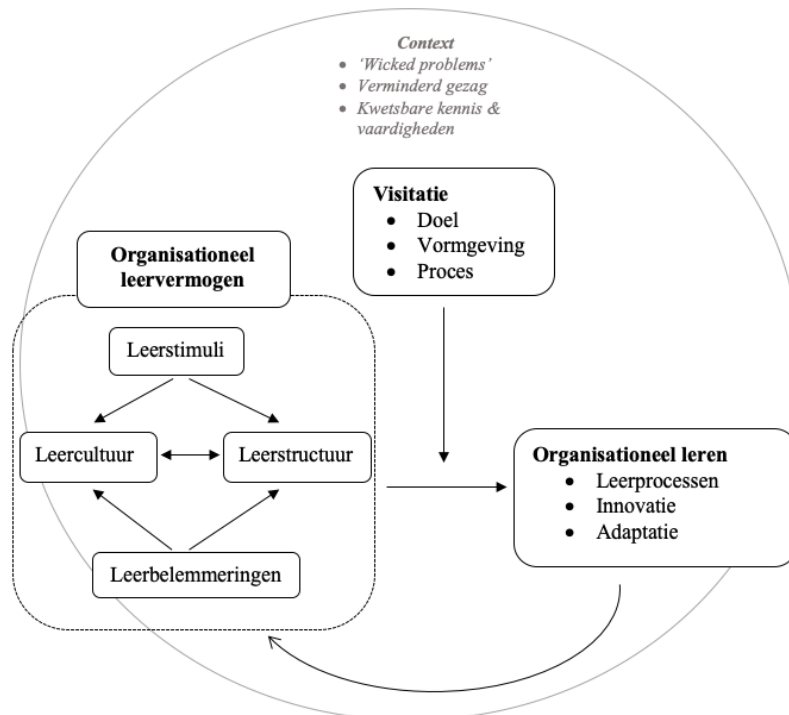 Context
• ‘Wicked problems’
• Verminderd gezag
• Kwetsbare kennis &
vaardigheden
Visitatie
• Doel
• Vormgeving
• Proces
Organisationeel
leervermogen
Leerstimuli
Leercultuur
Leerstructuur
Leerbelemmeringen
Organisationeel leren
• Leerprocessen
• Innovatie
• Adaptatie